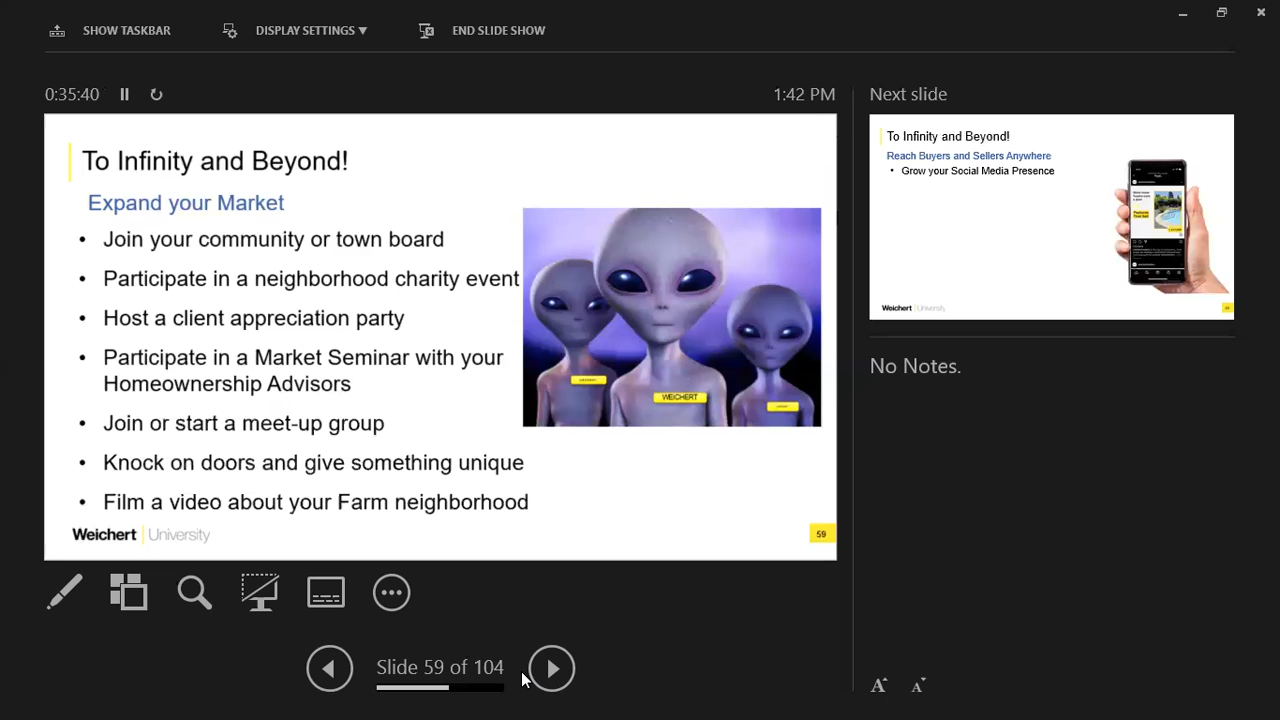 SHOW TASKBAR
DISPLAY SETTINGS ▼
END SLIDE SHOW
0:35:40
1:42 PM
To Infinity and Beyond!
Expand your Market
• Join your community or town board
• Participate in a neighborhood charity event
• Host a client appreciation party
• Participate in a Market Seminar with your
Homeownership Advisors
• Join or start a meet-up group
• Knock on doors and give something unique
• Film a video about your Farm neighborhood
WEICHERT
Weichert | University
59
Next slide
To Infinity and Beyond!
Reach Buyers and Sellers Anywhere
• Grow your Social Media Presence
Weichert | University
No Notes.
Slide 59 of 104
A A